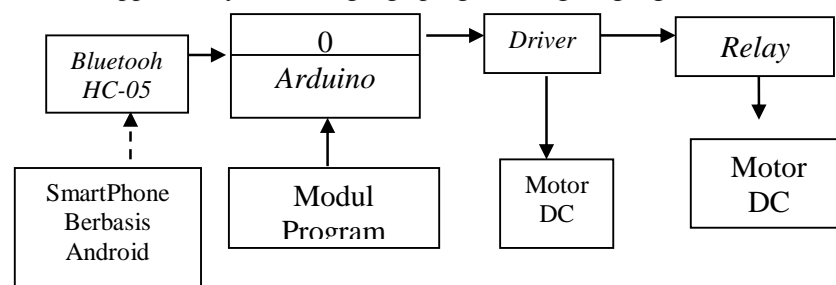 Bluetooh
HC-05
0
Arduino
Driver
Relay
SmartPhone
Berbasis
Android
Modul
Program
Motor
DC
Motor
DC